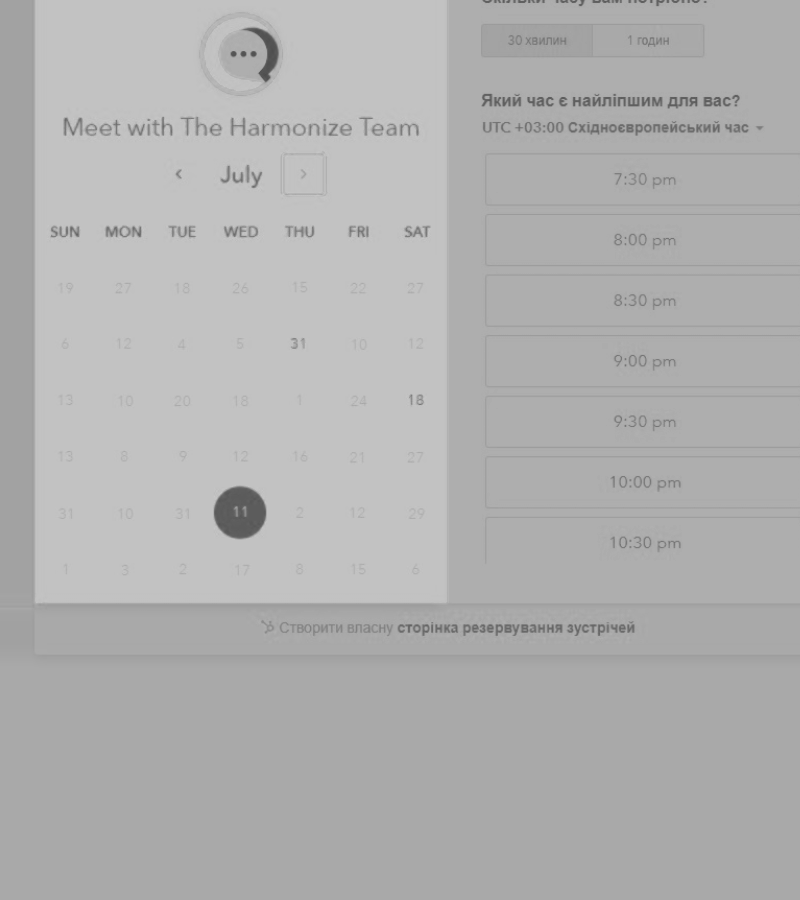 Скільки часу вам потрібно?
30 хвилин 1 годин
Який час є найліпшим для вас?
UTC +03:00 Східноєвропейський час
Meet with The Harmonize Team
July
SUN MON TUE WED THU FRI SAT
19 27 18 26 15 22 27
6 12 4 5 31 10 12
13 10 20 18 1 24 18
13 8 9 12 16 21 27
31 10 31 11 2 12 29
1 3 2 17 8 15 6
7:30 pm
8:00 pm
8:30 pm
9:00 pm
9:30 pm
10:00 pm
10:30 pm
Створити власну сторінка резервування зустрічей